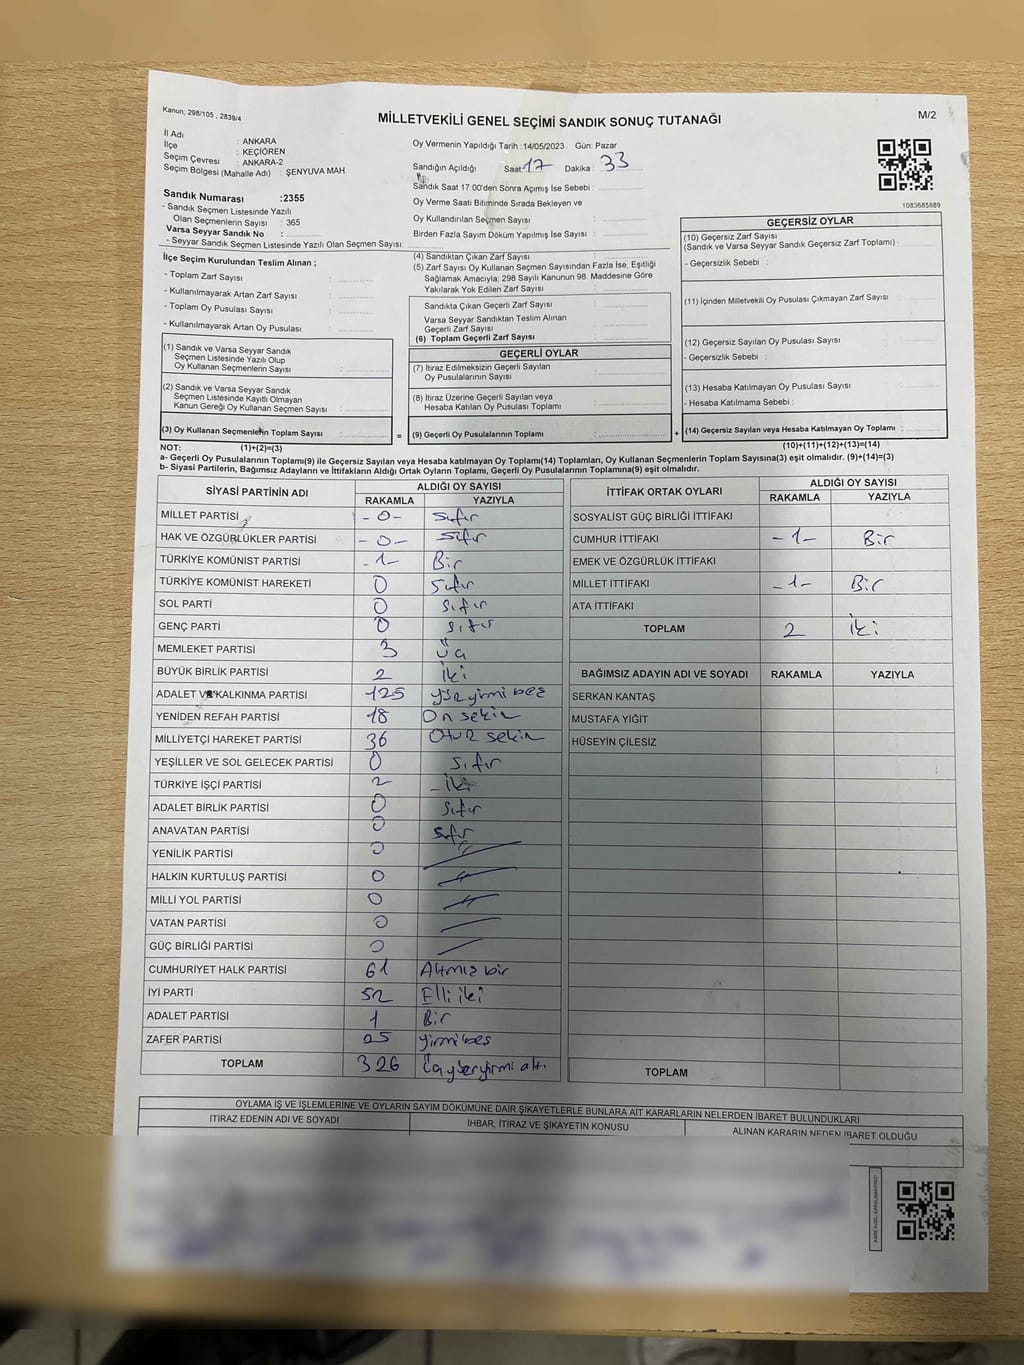 Kanun; 298/105 , 2839/4
MİLLETVEKİLİ GENEL SEÇİMİ SANDIK SONUÇ TUTANAĞI
M/2
İl Adı : ANKARA
İlçe : KEÇİÖREN
Seçim Çevresi : ANKARA-2
Seçim Bölgesi (Mahalle Adı) : ŞENYUVA MAH.
Sandık Numarası :2355
- Sandık Seçmen Listesinde Yazılı
Olan Seçmenlerin Sayısı : 365
Varsa Seyyar Sandık No :
- Seyyar Sandık Seçmen Listesinde Yazılı Olan Seçmen Sayısı:
Oy Vermenin Yapıldığı Tarih :14/05/2023 Gün: Pazar
Sandığın Açıldığı Saat 17 Dakika : 33
Sandık Saat 17:00'den Sonra Açımış İse Sebebi :
Oy Verme Saati Bitiminde Sırada Bekleyen ve
Oy Kullandırılan Seçmen Sayısı :
Birden Fazla Sayım Döküm Yapılmış İse Sayısı :
1083685889
İlçe Seçim Kurulundan Teslim Alınan ;
- Toplam Zarf Sayısı :
- Kullanılmayarak Artan Zarf Sayısı :
- Toplam Oy Pusulası Sayısı :
- Kullanılmayarak Artan Oy Pusulası :
(1) Sandık ve Varsa Seyyar Sandık
Seçmen Listesinde Yazılı Olup
Oy Kullanan Seçmenlerin Sayısı :
(2) Sandık ve Varsa Seyyar Sandık
Seçmen Listesinde Kayıtlı Olmayan
Kanun Gereği Oy Kullanan Seçmen Sayısı :
(3) Oy Kullanan Seçmenlerin Toplam Sayısı :
(4) Sandıktan Çıkan Zarf Sayısı :
(5) Zarf Sayısı Oy Kullanan Seçmen Sayısından Fazla İse, Eşitliği
Sağlamak Amacıyla; 298 Sayılı Kanunun 98. Maddesine Göre
Yakılarak Yok Edilen Zarf Sayısı :
Sandıkta Çıkan Geçerli Zarf Sayısı :
Varsa Seyyar Sandıktan Teslim Alınan
Geçerli Zarf Sayısı :
(6) Toplam Geçerli Zarf Sayısı :
GEÇERLİ OYLAR
(7) İtiraz Edilmeksizin Geçerli Sayılan
Oy Pusulalarının Sayısı :
(8) İtiraz Üzerine Geçerli Sayılan veya
Hesaba Katılan Oy Pusulası Toplamı :
= (9) Geçerli Oy Pusulalarının Toplamı :
GEÇERSİZ OYLAR
(10) Geçersiz Zarf Sayısı
(Sandık ve Varsa Seyyar Sandık Geçersiz Zarf Toplamı) :
- Geçersizlik Sebebi :
(11) İçinden Milletvekili Oy Pusulası Çıkmayan Zarf Sayısı :
(12) Geçersiz Sayılan Oy Pusulası Sayısı :
- Geçersizlik Sebebi :
(13) Hesaba Katılmayan Oy Pusulası Sayısı :
- Hesaba Katılmama Sebebi :
+ (14) Geçersiz Sayılan veya Hesaba Katılmayan Oy Toplamı :
NOT: (1)+(2)=(3) (10)+(11)+(12)+(13)=(14)
a- Geçerli Oy Pusulalarının Toplamı(9) ile Geçersiz Sayılan veya Hesaba katılmayan Oy Toplamı(14) Toplamları, Oy Kullanan Seçmenlerin Toplam Sayısına(3) eşit olmalıdır. (9)+(14)=(3)
b- Siyasi Partilerin, Bağımsız Adayların ve İttifakların Aldığı Ortak Oyların Toplamı, Geçerli Oy Pusulalarının Toplamına(9) eşit olmalıdır.
SİYASİ PARTİNİN ADI ALDIĞI OY SAYISI
RAKAMLA YAZIYLA
MİLLET PARTİSİ -0- Sıfır
HAK VE ÖZGÜRLÜKLER PARTİSİ -0- Sıfır
TÜRKİYE KOMÜNİST PARTİSİ -1- Bir
TÜRKİYE KOMÜNİST HAREKETİ 0 Sıfır
SOL PARTİ 0 Sıfır
GENÇ PARTİ 0 Sıfır
MEMLEKET PARTİSİ 3 Üç
BÜYÜK BİRLİK PARTİSİ 2 İki
ADALET VE KALKINMA PARTİSİ 125 Yüzyirmi beş
YENİDEN REFAH PARTİSİ 18 On sekiz
MİLLİYETÇİ HAREKET PARTİSİ 36 Otuz sekiz
YEŞİLLER VE SOL GELECEK PARTİSİ 0 Sıfır
TÜRKİYE İŞÇİ PARTİSİ 2 - İki
ADALET BİRLİK PARTİSİ 0 Sıfır
ANAVATAN PARTİSİ 0 Sıfır
YENİLİK PARTİSİ 0
HALKIN KURTULUŞ PARTİSİ 0
MİLLİ YOL PARTİSİ 0
VATAN PARTİSİ 0
GÜÇ BİRLİĞİ PARTİSİ 0
CUMHURİYET HALK PARTİSİ 61 Altmış bir
İYİ PARTİ 52 Elli iki
ADALET PARTİSİ 1 Bir
ZAFER PARTİSİ 25 Yirmi beş
TOPLAM 326 Üçyüzyirmi altı
İTTİFAK ORTAK OYLARI ALDIĞI OY SAYISI
RAKAMLA YAZIYLA
SOSYALİST GÜÇ BİRLİĞİ İTTİFAKI
CUMHUR İTTİFAKI -1- Bir
EMEK VE ÖZGÜRLÜK İTTİFAKI
MİLLET İTTİFAKI -1- Bir
ATA İTTİFAKI
TOPLAM 2 İki
BAĞIMSIZ ADAYIN ADI VE SOYADI RAKAMLA YAZIYLA
SERKAN KANTAŞ
MUSTAFA YİĞİT
HÜSEYİN ÇİLESIZ
TOPLAM
OYLAMA İŞ VE İŞLEMLERİNE VE OYLARIN SAYIM DÖKÜMÜNE DAİR ŞİKAYETLERLE BUNLARA AİT KARARLARIN NELERDEN İBARET BULUNDUKLARI
İTİRAZ EDENİN ADI VE SOYADI İHBAR, İTİRAZ VE ŞİKAYETİN KONUSU ALINAN KARARIN NEDEN İBARET OLDUĞU